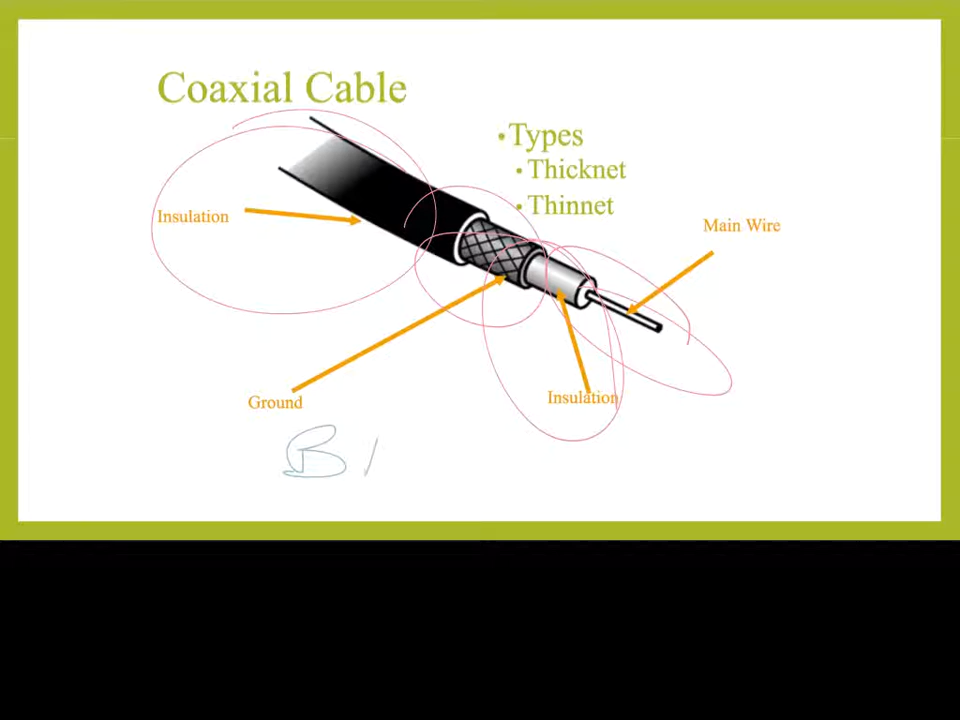 Coaxial Cable
• Types
• Thicknet
• Thinnet
Main Wire
Insulation
Ground
Insulation
B